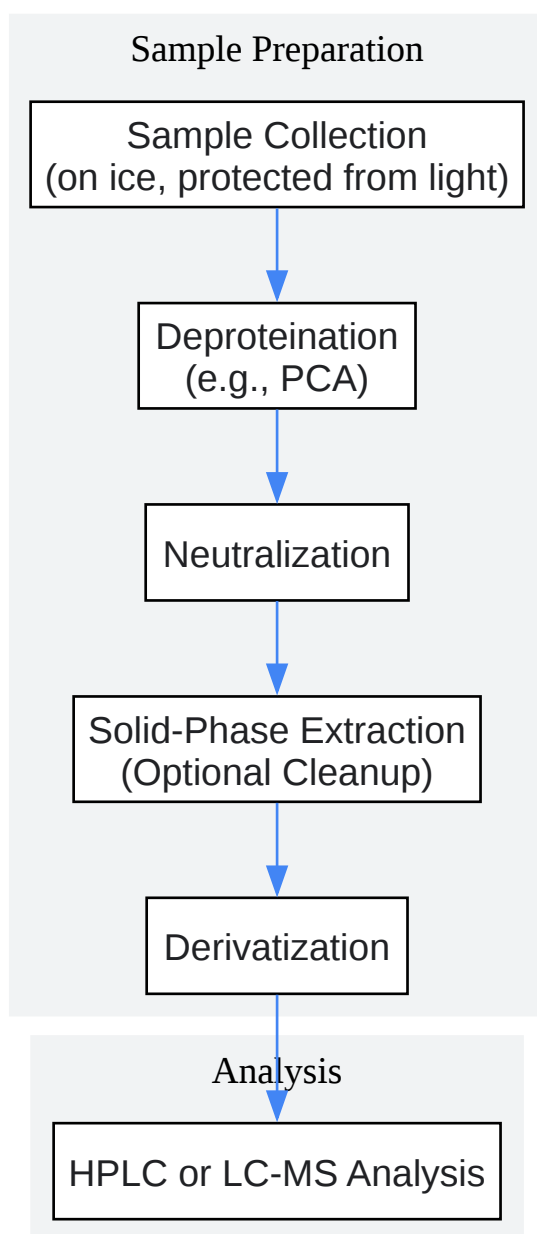 Sample Preparation
Sample Collection
(on ice, protected from light)
Deproteination
(e.g., PCA)
Neutralization
Solid-Phase Extraction
(Optional Cleanup)
Derivatization
Analysis
HPLC or LC-MS Analysis